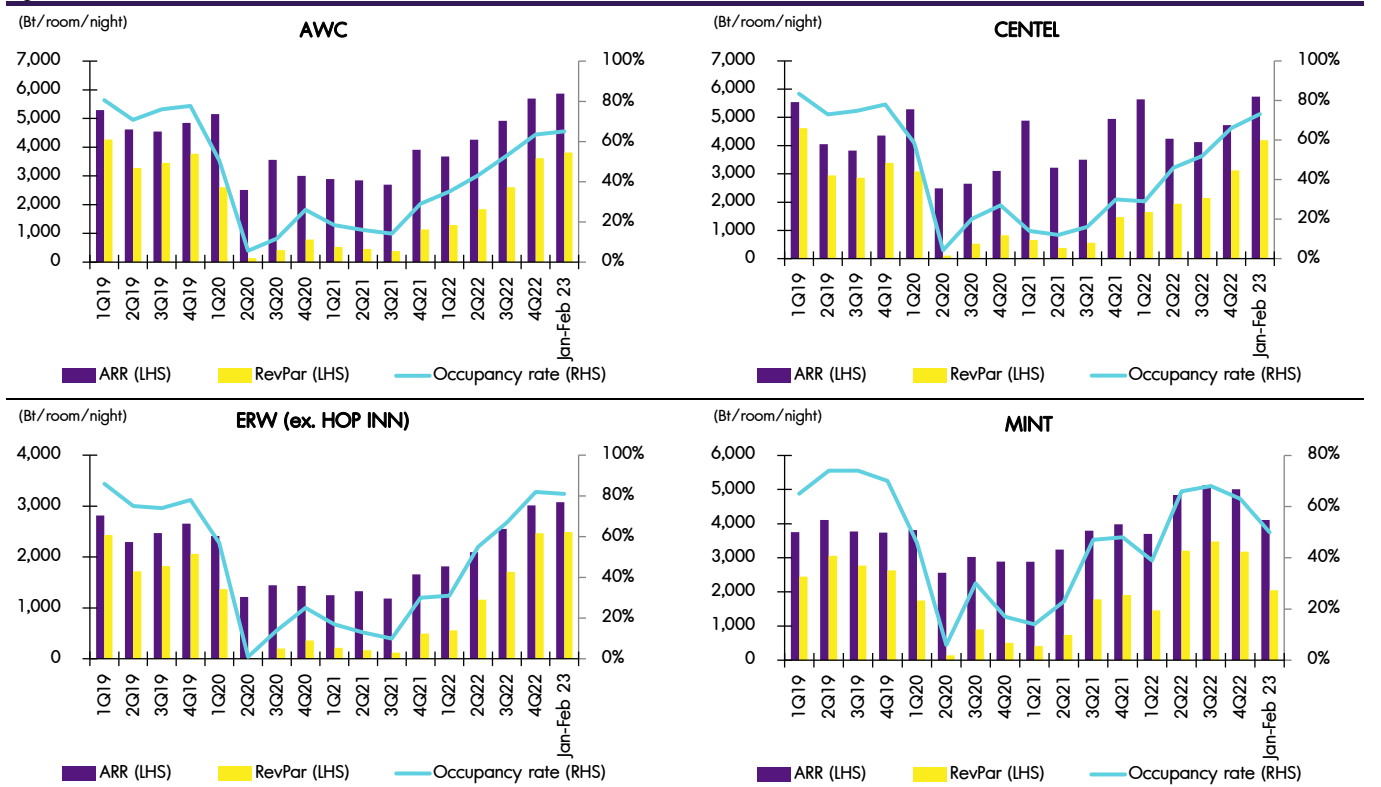 (Bt/room/night)
AWC
7,000
6,000
5,000
4,000
3,000
2,000
1,000
0
100%
80%
60%
40%
20%
0%
1Q19
2Q19
3Q19
4Q19
1Q20
2Q20
3Q20
4Q20
1Q21
2Q21
3Q21
4Q21
1Q22
2Q22
3Q22
4Q22
Jan-Feb 23
ARR (LHS)
RevPar (LHS)
Occupancy rate (RHS)
(Bt/room/night)
CENTEL
7,000
6,000
5,000
4,000
3,000
2,000
1,000
0
100%
80%
60%
40%
20%
0%
1Q19
2Q19
3Q19
4Q19
1Q20
2Q20
3Q20
4Q20
1Q21
2Q21
3Q21
4Q21
1Q22
2Q22
3Q22
4Q22
Jan-Feb 23
ARR (LHS)
RevPar (LHS)
Occupancy rate (RHS)
(Bt/room/night)
ERW (ex. HOP INN)
4,000
3,000
2,000
1,000
0
100%
80%
60%
40%
20%
0%
1Q19
2Q19
3Q19
4Q19
1Q20
2Q20
3Q20
4Q20
1Q21
2Q21
3Q21
4Q21
1Q22
2Q22
3Q22
4Q22
Jan-Feb 23
ARR (LHS)
RevPar (LHS)
Occupancy rate (RHS)
(Bt/room/night)
MINT
6,000
5,000
4,000
3,000
2,000
1,000
0
80%
60%
40%
20%
0%
1Q19
2Q19
3Q19
4Q19
1Q20
2Q20
3Q20
4Q20
1Q21
2Q21
3Q21
4Q21
1Q22
2Q22
3Q22
4Q22
Jan-Feb 23
ARR (LHS)
RevPar (LHS)
Occupancy rate (RHS)